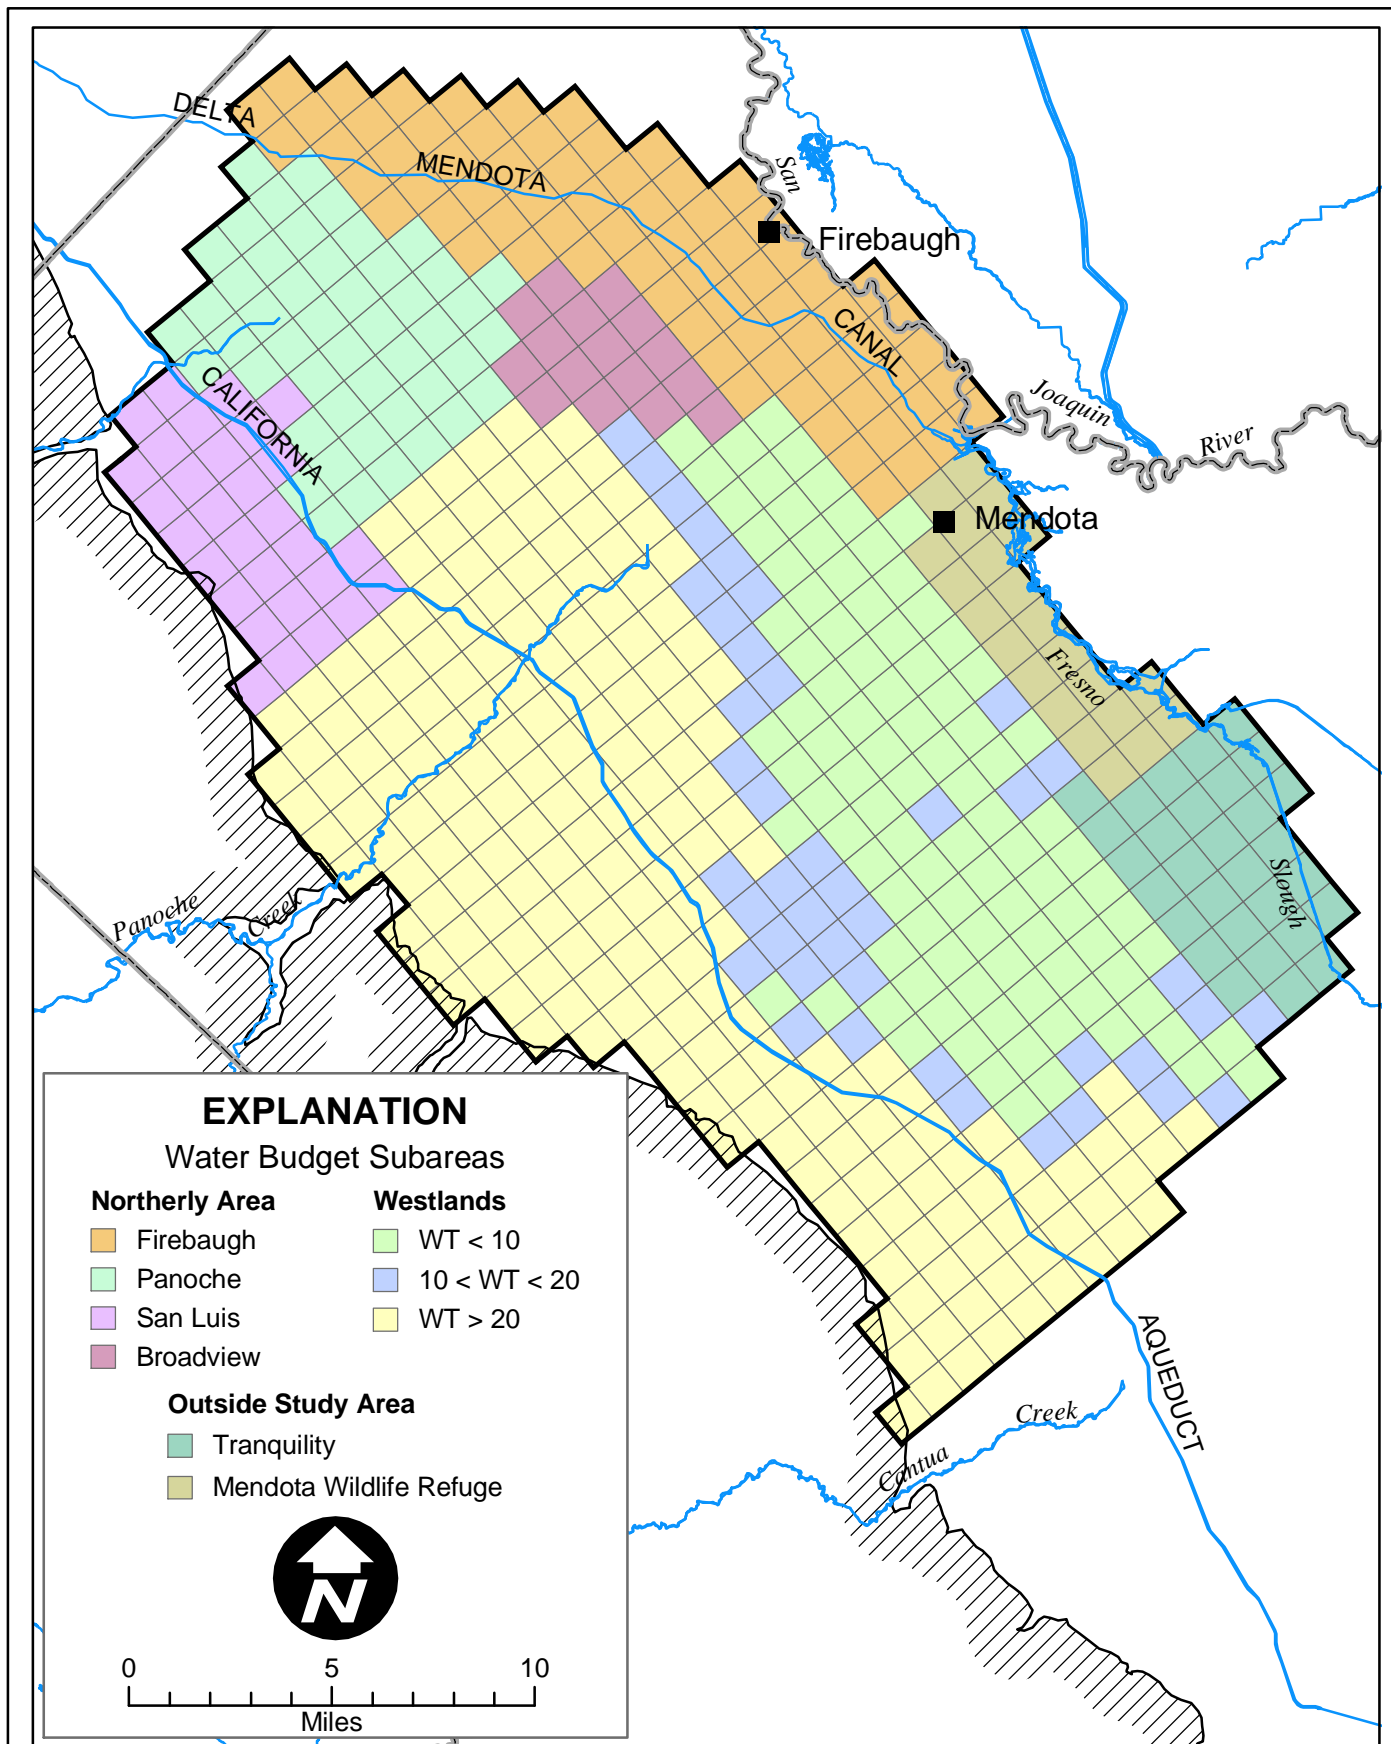 DELTA
MENDOTA
San
Firebaugh
CANAL
CALIFORNIA
Joaquin
River
Mendota
Fresno
Slough
Panoche
Creek
EXPLANATION
Water Budget Subareas
Northerly Area
Westlands
Firebaugh
WT < 10
Panoche
10 < WT < 20
San Luis
WT > 20
Broadview
Outside Study Area
Tranquility
Mendota Wildlife Refuge
N
0 5 10
Miles
AQUEDUCT
Creek
Cantua